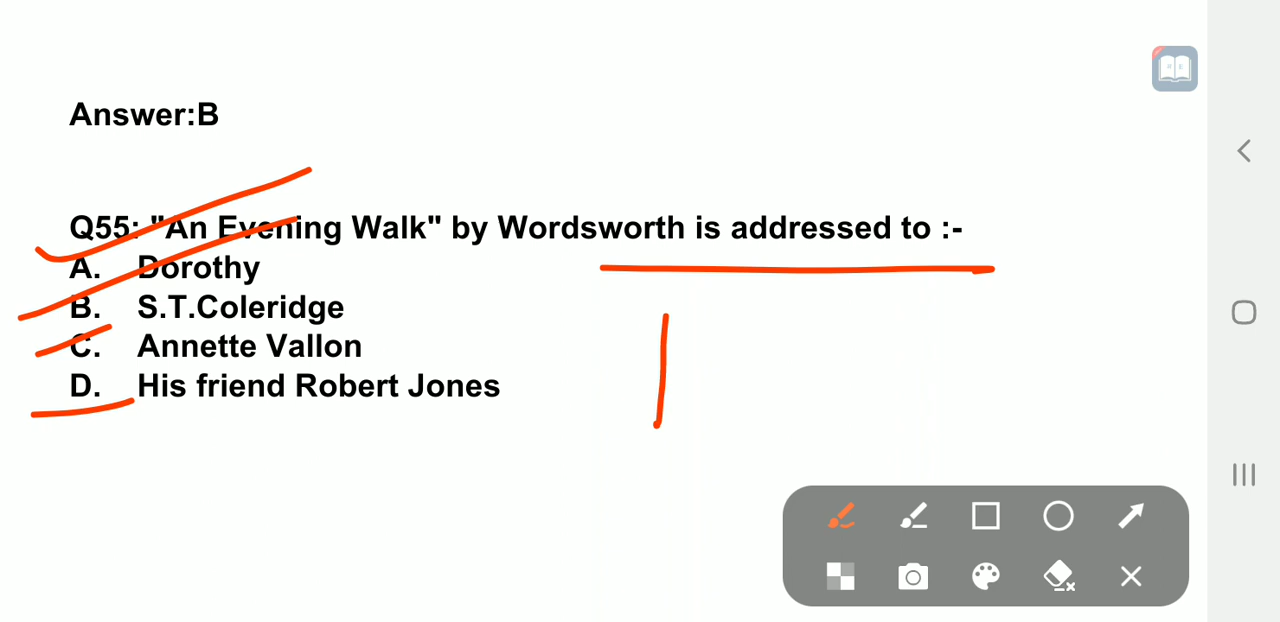 Answer:B
Q55: "An Evening Walk" by Wordsworth is addressed to :-
A. Dorothy
B. S.T.Coleridge
C. Annette Vallon
D. His friend Robert Jones